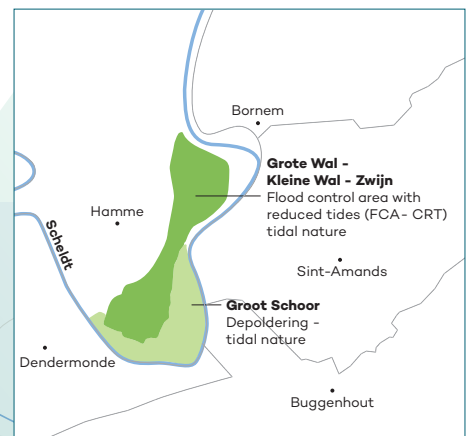 Bornem
Grote Wal -
Kleine Wal - Zwijn
Flood control area with
reduced tides (FCA- CRT)
tidal nature
Hamme
Scheldt
Sint-Amands
Groot Schoor
Depoldering -
tidal nature
Dendermonde
Buggenhout